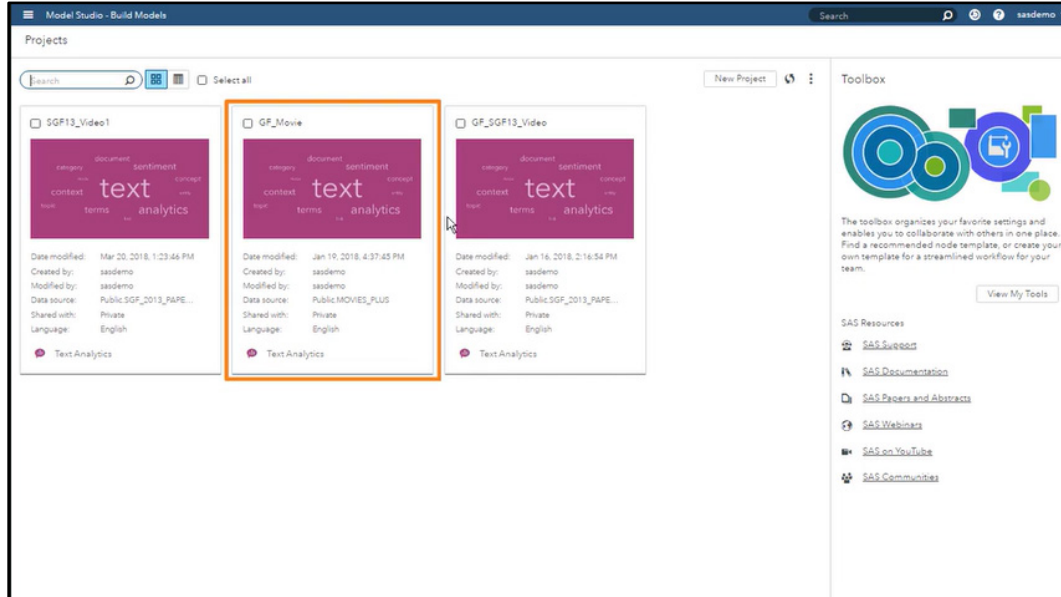 Model Studio - Build Models
Search
sasdemo
Projects
Search
Select all
New Project
SGF13_Video1
document
category
sentiment
concept
context
text
topic
terms
analytics
Date modified: Mar 20, 2018, 1:23:46 PM
Created by: sasdemo
Modified by: sasdemo
Data source: Public.SGF_2013_PAPE...
Shared with: Private
Language: English
Text Analytics
GF_Movie
document
category
sentiment
concept
context
text
topic
terms
analytics
Date modified: Jan 19, 2018, 4:37:45 PM
Created by: sasdemo
Modified by: sasdemo
Data source: Public.MOVIES_PLUS
Shared with: Private
Language: English
Text Analytics
GF_SGF13_Video
document
category
sentiment
concept
context
text
topic
terms
analytics
Date modified: Jan 16, 2018, 2:16:54 PM
Created by: sasdemo
Modified by: sasdemo
Data source: Public.SGF_2013_PAPE...
Shared with: Private
Language: English
Text Analytics
Toolbox
The toolbox organizes your favorite settings and
enables you to collaborate with others in one place.
Find a recommended node template, or create your
own template for a streamlined workflow for your
team.
View My Tools
SAS Resources
SAS Support
SAS Documentation
SAS Papers and Abstracts
SAS Webinars
SAS on YouTube
SAS Communities